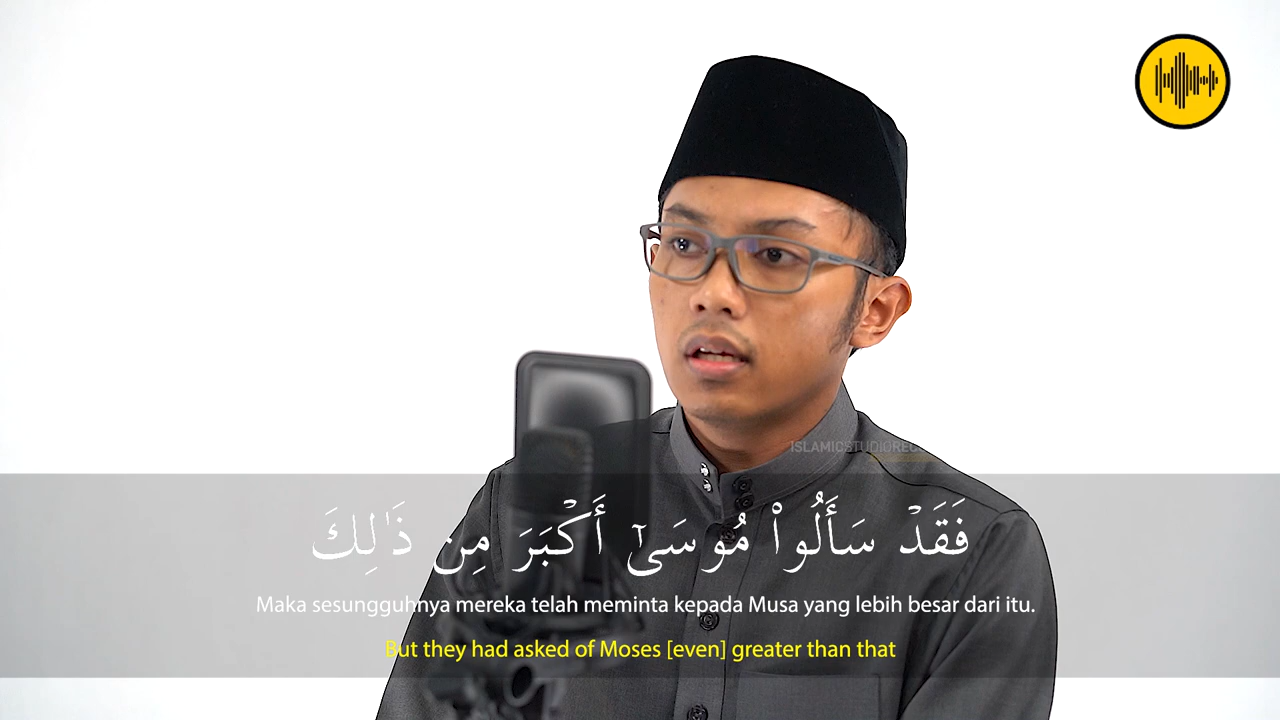 ISLAMICSTUDIOREC
فَقَدْ سَأَلُوا۟ مُوسَىٰٓ أَكْبَرَ مِن ذَٰلِكَ
Maka sesungguhnya mereka telah meminta kepada Musa yang lebih besar dari itu.
But they had asked of Moses [even] greater than that